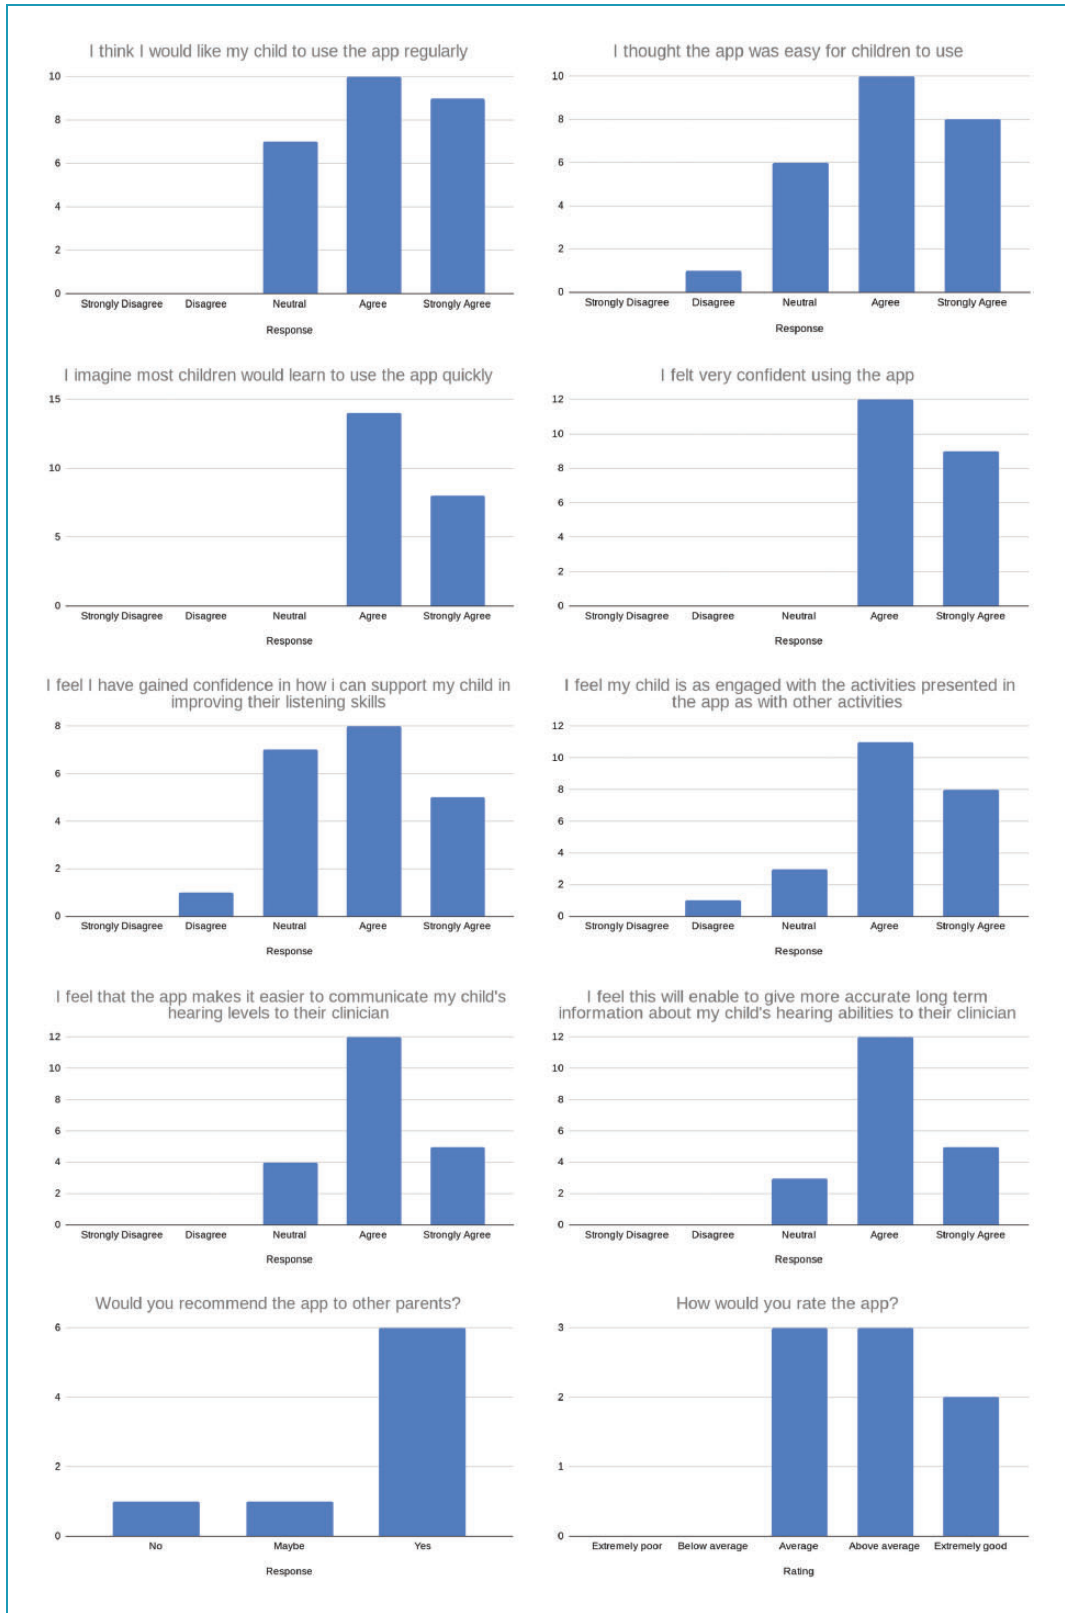 I think I would like my child to use the app regularly
10
8
6
4
2
0
Strongly Disagree Disagree Neutral Agree Strongly Agree
Response
I thought the app was easy for children to use
10
8
6
4
2
0
Strongly Disagree Disagree Neutral Agree Strongly Agree
Response
I imagine most children would learn to use the app quickly
15
10
5
0
Strongly Disagree Disagree Neutral Agree Strongly Agree
Response
I felt very confident using the app
12
10
8
6
4
2
0
Strongly Disagree Disagree Neutral Agree Strongly Agree
Response
I feel I have gained confidence in how i can support my child in
improving their listening skills
8
6
4
2
0
Strongly Disagree Disagree Neutral Agree Strongly Agree
Response
I feel my child is as engaged with the activities presented in
the app as with other activities
12
10
8
6
4
2
0
Strongly Disagree Disagree Neutral Agree Strongly Agree
Response
I feel that the app makes it easier to communicate my child's
hearing levels to their clinician
12
10
8
6
4
2
0
Strongly Disagree Disagree Neutral Agree Strongly Agree
Response
I feel this will enable to give more accurate long term
information about my child's hearing abilities to their clinician
12
10
8
6
4
2
0
Strongly Disagree Disagree Neutral Agree Strongly Agree
Response
Would you recommend the app to other parents?
6
4
2
0
No Maybe Yes
Response
How would you rate the app?
3
2
1
0
Extremely poor Below average Average Above average Extremely good
Rating